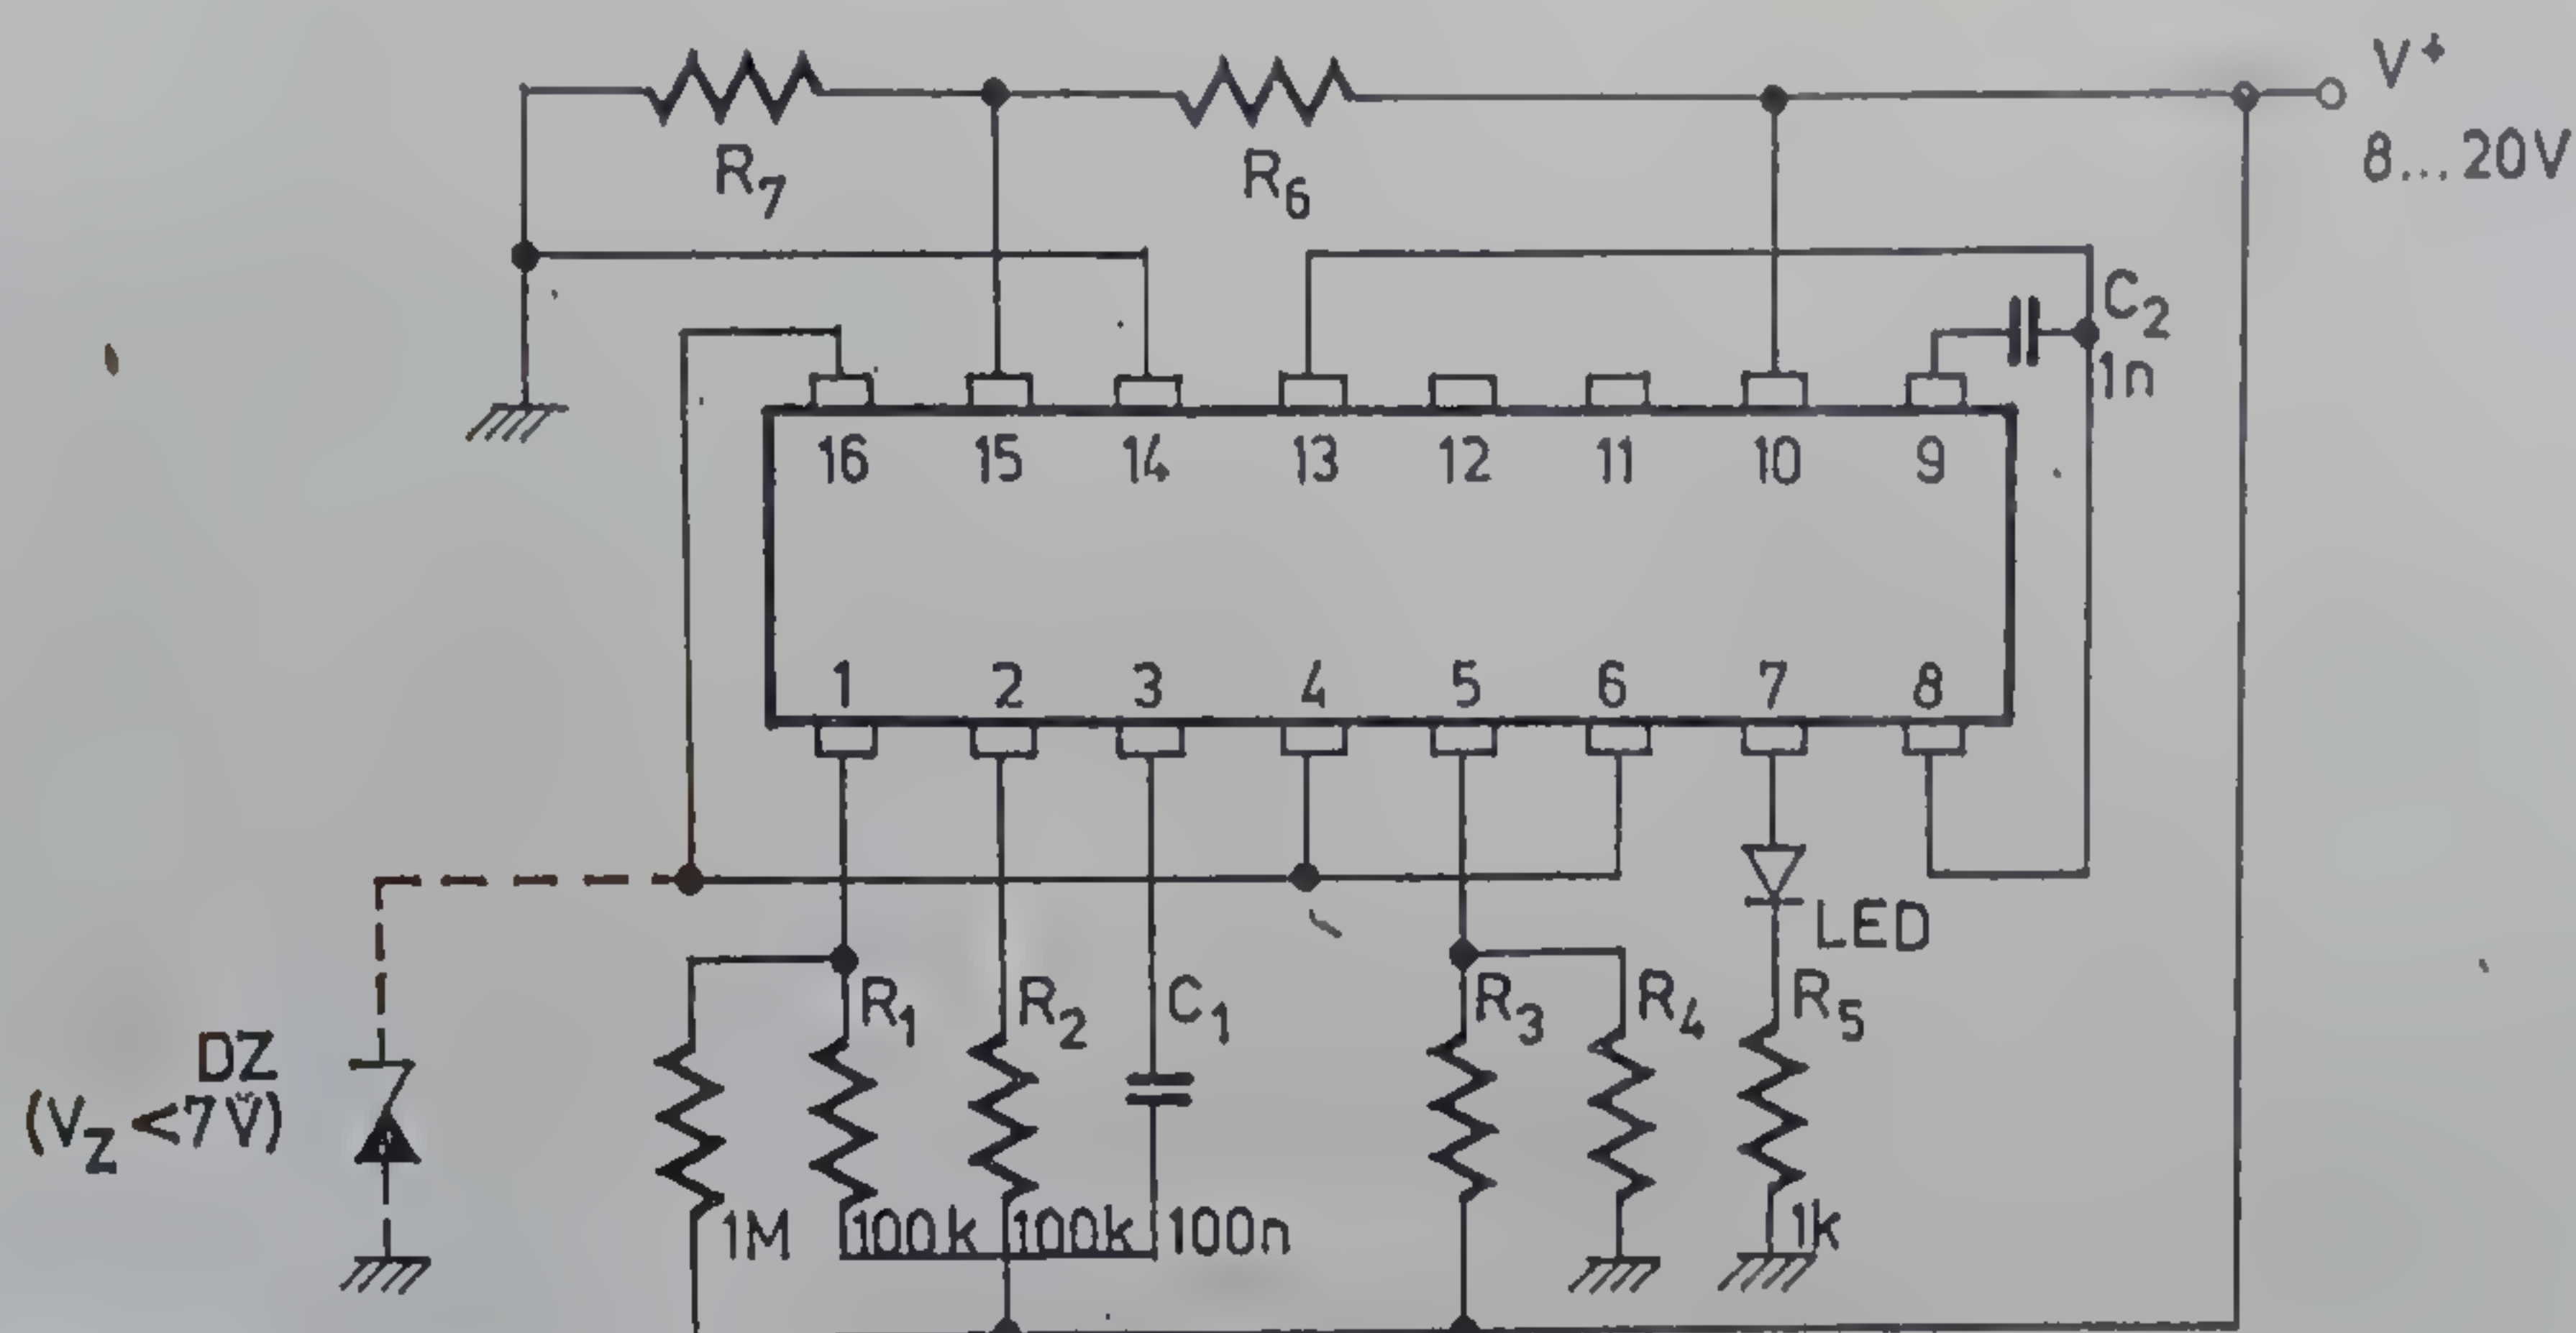 V+
8...20V
R7
R6
C2
1n
16 15 14 13 12 11 10 9
1 2 3 4 5 6 7 8
LED
R1 R2 C1 R3 R4 R5
DZ
(VZ<7V)
1M 100k 100k 100n 1k